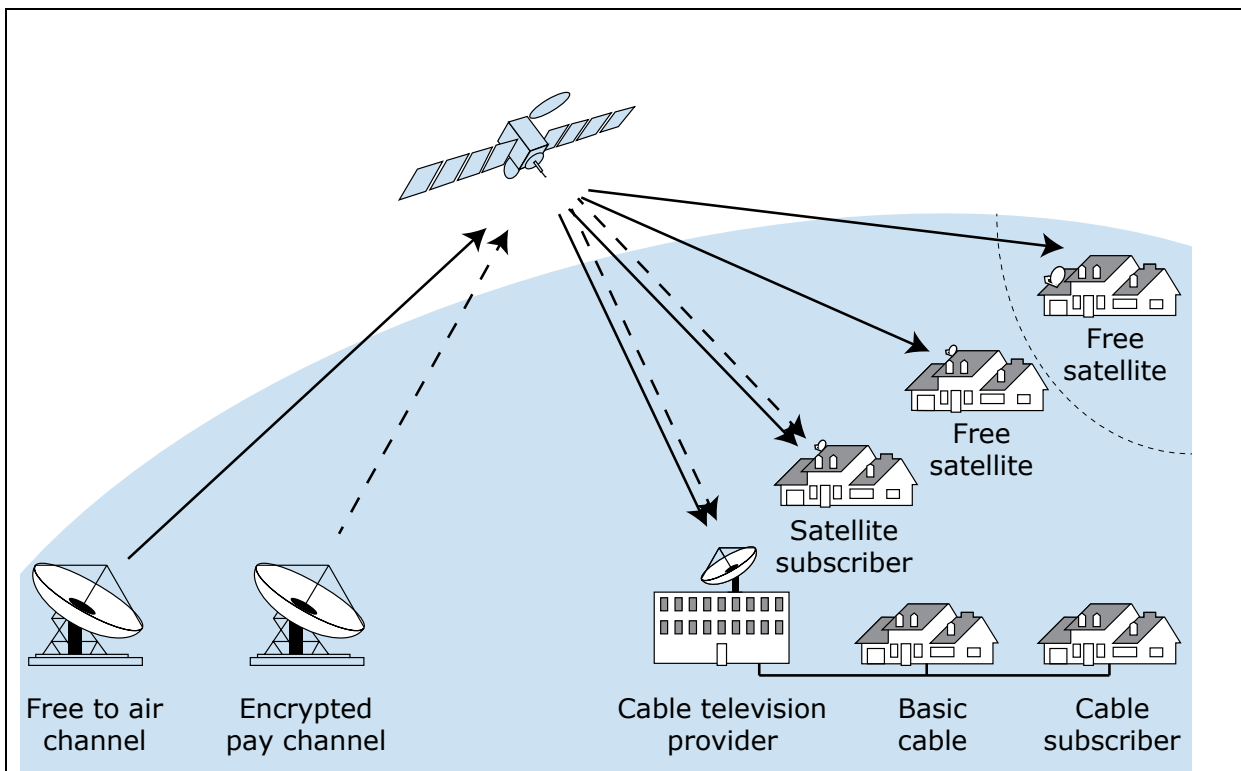 Free
satellite
Free
satellite
Satellite
subscriber
Free to air
channel
Encrypted
pay channel
Cable television
provider
Basic
cable
Cable
subscriber